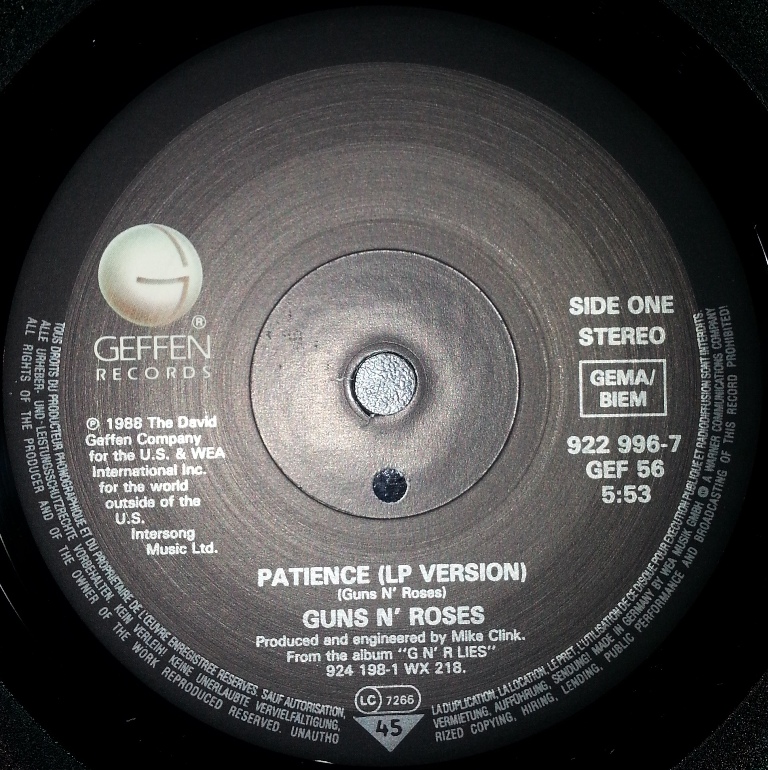 GEFFEN ®
RECORDS
℗ 1988 The David
Geffen Company
for the U.S. & WEA
International Inc.
for the world
outside of the
U.S.
Intersong
Music Ltd.
SIDE ONE
STEREO
GEMA/
BIEM
922 996-7
GEF 56
5:53
PATIENCE (LP VERSION)
(Guns N' Roses)
GUNS N' ROSES
Produced and engineered by Mike Clink.
From the album "G N' R LIES"
924 198-1 WX 218.
LC 7266
45
TOUS DROITS DU PRODUCTEUR PHONOGRAPHIQUE ET DU PROPRIETAIRE DE L'ŒUVRE ENREGISTREE RESERVES. SAUF AUTORISATION, LA DUPLICATION, LA LOCATION, LE PRET, L'UTILISATION DE CE DISQUE POUR EXECUTION PUBLIQUE ET RADIODIFFUSION SONT INTERDITS
ALLE URHEBER- UND LEISTUNGSSCHUTZRECHTE VORBEHALTEN. KEIN VERLEIH! KEINE UNERLAUBTE VERVIELFÄLTIGUNG, VERMIETUNG, AUFFÜHRUNG, SENDUNG! MADE IN GERMANY BY WEA MUSIK GMBH A WARNER COMMUNICATIONS COMPANY
ALL RIGHTS OF THE PRODUCER AND OF THE OWNER OF THE WORK REPRODUCED RESERVED. UNAUTHORIZED COPYING, HIRING, LENDING, PUBLIC PERFORMANCE AND BROADCASTING OF THIS RECORD PROHIBITED!